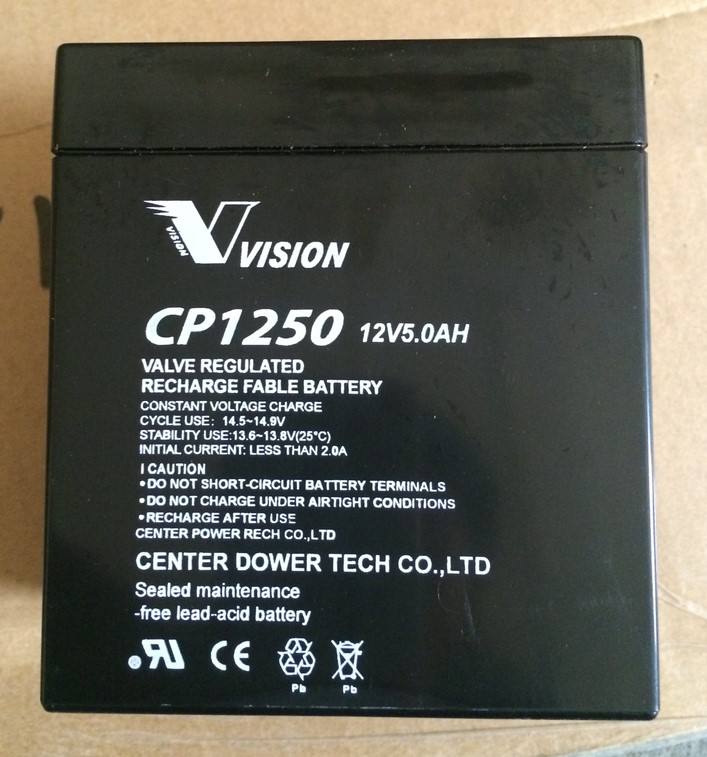 VISION
VISION
CP1250 12V5.0AH
VALVE REGULATED
RECHARGE FABLE BATTERY
CONSTANT VOLTAGE CHARGE
CYCLE USE: 14.5~14.9V
STABILITY USE:13.6~13.8V(25°C)
INITIAL CURRENT: LESS THAN 2.0A
I CAUTION
•DO NOT SHORT-CIRCUIT BATTERY TERMINALS
•DO NOT CHARGE UNDER AIRTIGHT CONDITIONS
•RECHARGE AFTER USE
CENTER POWER RECH CO.,LTD
CENTER DOWER TECH CO.,LTD
Sealed maintenance
-free lead-acid battery
® RU CE
Pb Pb